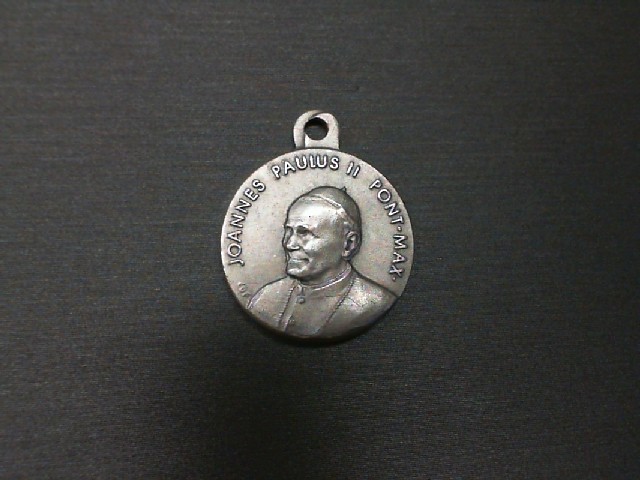 JOANNES PAULUS II PONT-MAX.